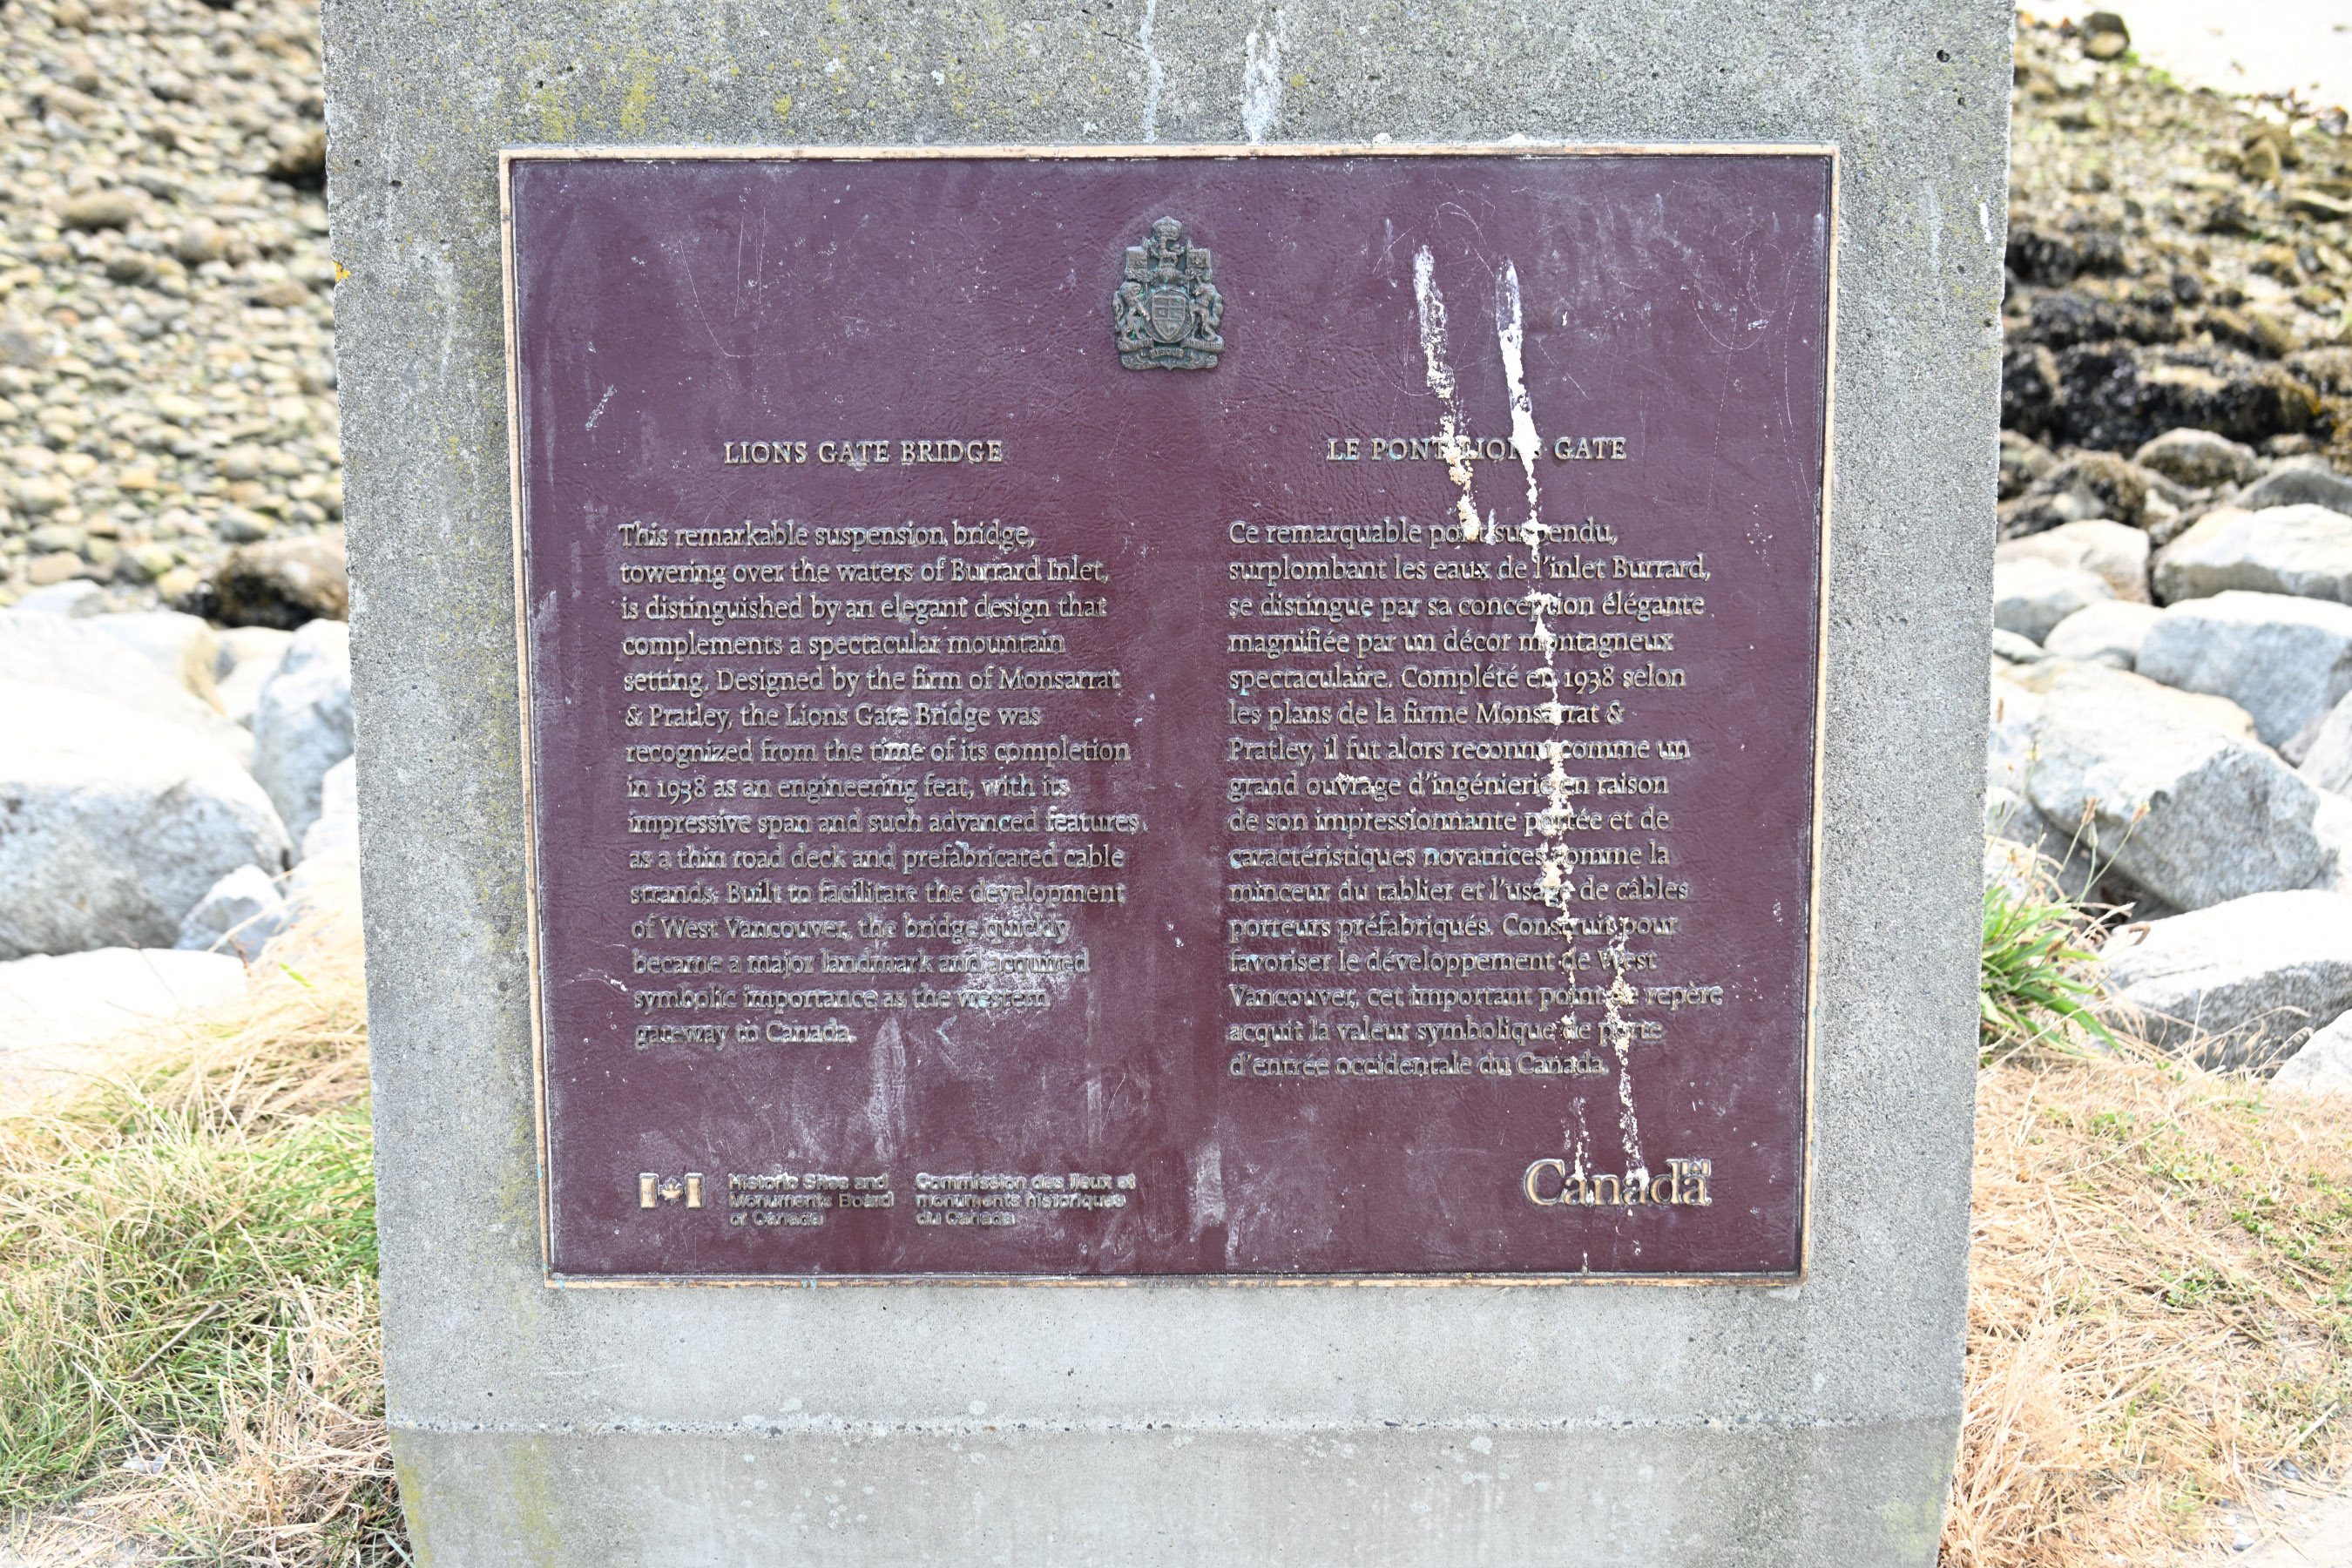 LIONS GATE BRIDGE
This remarkable suspension bridge,
towering over the waters of Burrard Inlet,
is distinguished by an elegant design that
complements a spectacular mountain
setting. Designed by the firm of Monsarrat
& Pratley, the Lions Gate Bridge was
recognized from the time of its completion
in 1938 as an engineering feat, with its
impressive span and such advanced features
as a thin road deck and prefabricated cable
strands. Built to facilitate the development
of West Vancouver, the bridge quickly
became a major landmark and acquired
symbolic importance as the western
gateway to Canada.
LE PONT LIONS GATE
Ce remarquable pont suspendu,
surplombant les eaux de l'inlet Burrard,
se distingue par sa conception élégante
magnifiée par un décor montagneux
spectaculaire. Complété en 1938 selon
les plans de la firme Monsarrat &
Pratley, il fut alors reconnu comme un
grand ouvrage d'ingénierie en raison
de son impressionnante portée et de
caractéristiques novatrices comme la
minceur du tablier et l'usage de câbles
porteurs préfabriqués. Construit pour
favoriser le développement de West
Vancouver, cet important point de repère
acquit la valeur symbolique de porte
d'entrée occidentale du Canada.
Historic Sites and
Monuments Board
of Canada
Commission des lieux et
monuments historiques
du Canada
Canada